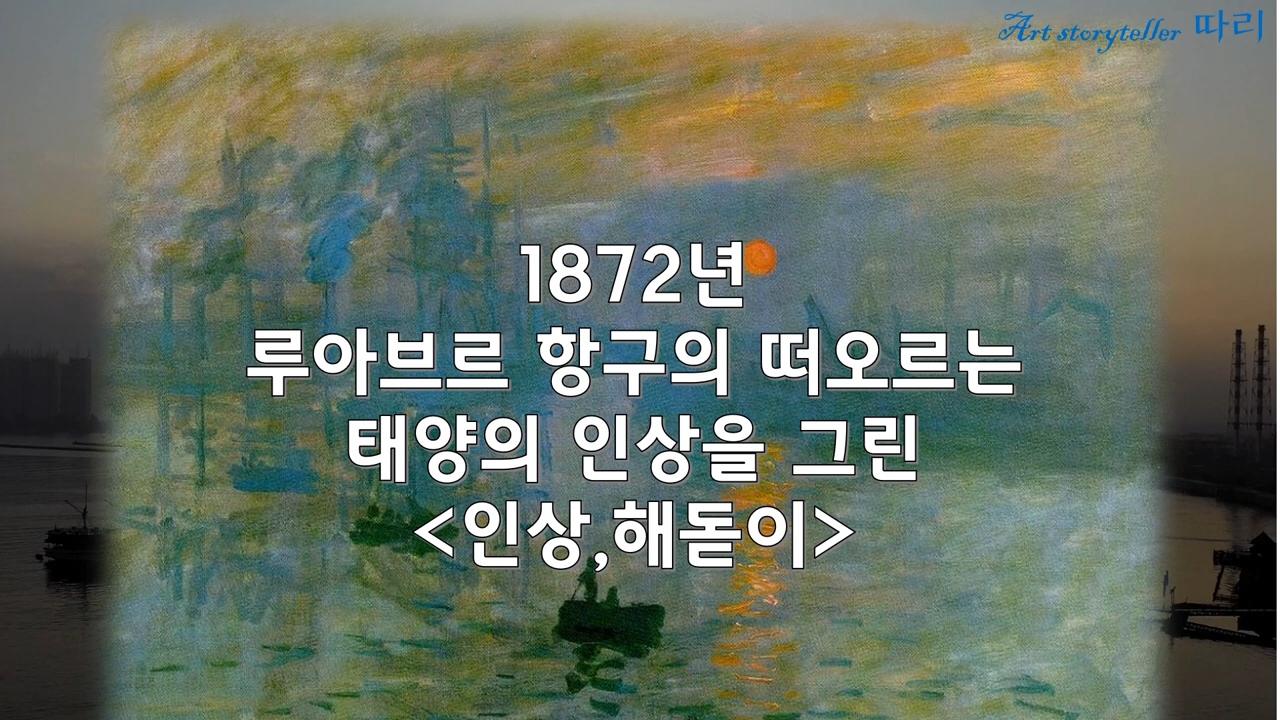 Art storyteller 따리
1872년
루아브르 항구의 떠오르는
태양의 인상을 그린
<인상,해돋이>